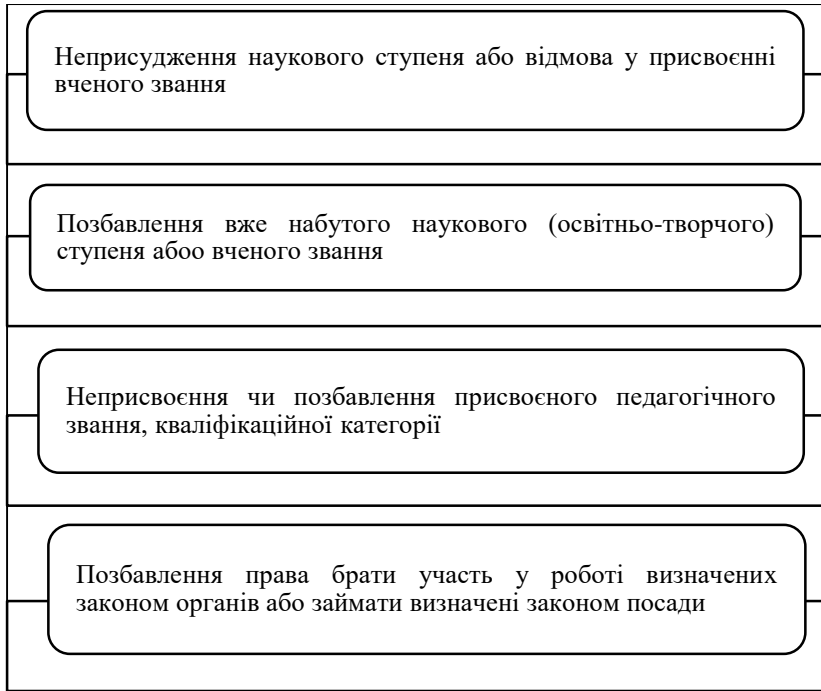 Неприсудження наукового ступеня або відмова у присвоєнні
вченого звання
Позбавлення вже набутого наукового (освітньо-творчого)
ступеня абоо вченого звання
Неприсвоєння чи позбавлення присвоєного педагогічного
звання, кваліфікаційної категорії
Позбавлення права брати участь у роботі визначених
законом органів або займати визначені законом посади